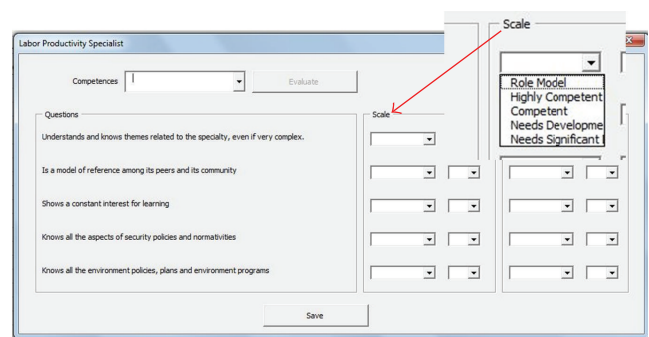 Labor Productivity Specialist
Scale
Role Model
Highly Competent
Competent
Needs Developme
Needs Significant
Competences
Evaluate
Questions
Scale
Understands and knows themes related to the specialty, even if very complex.
Is a model of reference among its peers and its community
Shows a constant interest for learning
Knows all the aspects of security policies and normativities
Knows all the environment policies, plans and environment programs
Save